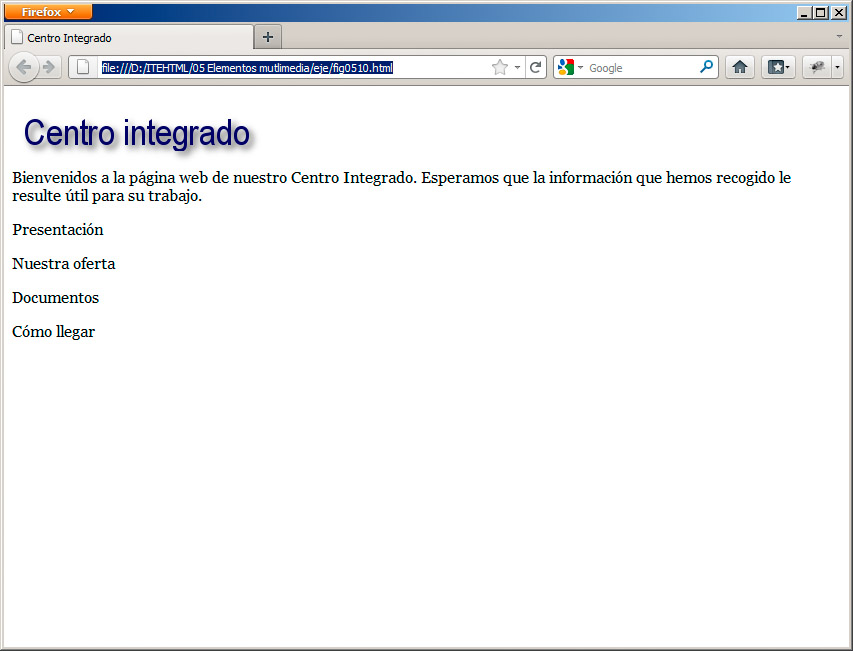 Firefox
Centro Integrado
file:///D:/ITEHTML/05 Elementos mutlimedia/eje/fig0510.html
Google
Centro integrado
Bienvenidos a la página web de nuestro Centro Integrado. Esperamos que la información que hemos recogido le
resulte útil para su trabajo.
Presentación
Nuestra oferta
Documentos
Cómo llegar